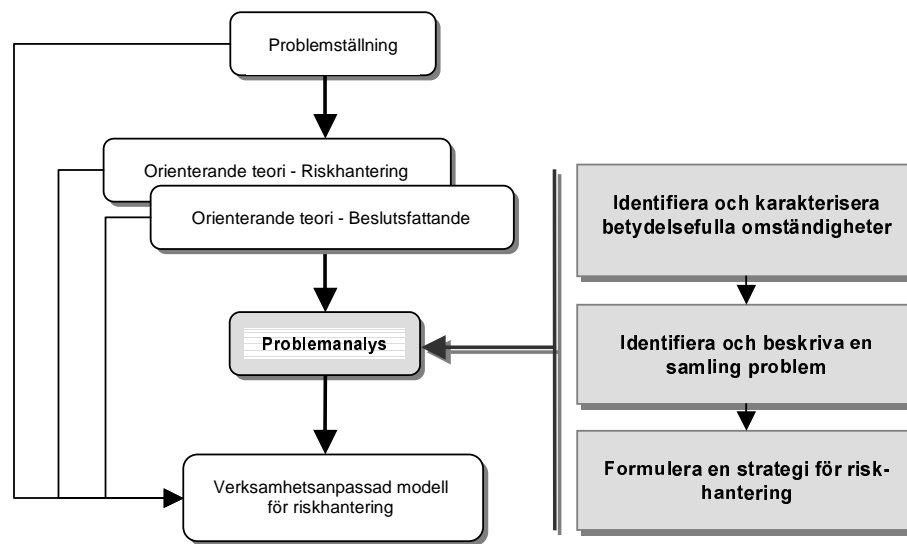 Problemställning
Orienterande teori - Riskhantering
Orienterande teori - Beslutsfattande
Problemanalys
Verksamhetsanpassad modell
för riskhantering
Identifiera och karakterisera
betydelsefulla omständigheter
Identifiera och beskriva en
samling problem
Formulera en strategi för risk-
hantering